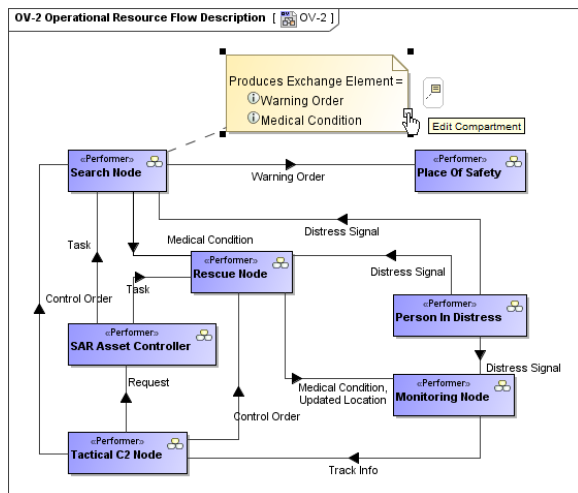 OV-2 Operational Resource Flow Description [ OV-2 ]
Produces Exchange Element =
Warning Order
Medical Condition
Edit Compartment
«Performer»
Search Node
Warning Order
«Performer»
Place Of Safety
Distress Signal
Task
Medical Condition
«Performer»
Rescue Node
Distress Signal
Control Order
Task
«Performer»
Person In Distress
«Performer»
SAR Asset Controller
Distress Signal
Request
Medical Condition,
Updated Location
«Performer»
Monitoring Node
Control Order
«Performer»
Tactical C2 Node
Track Info